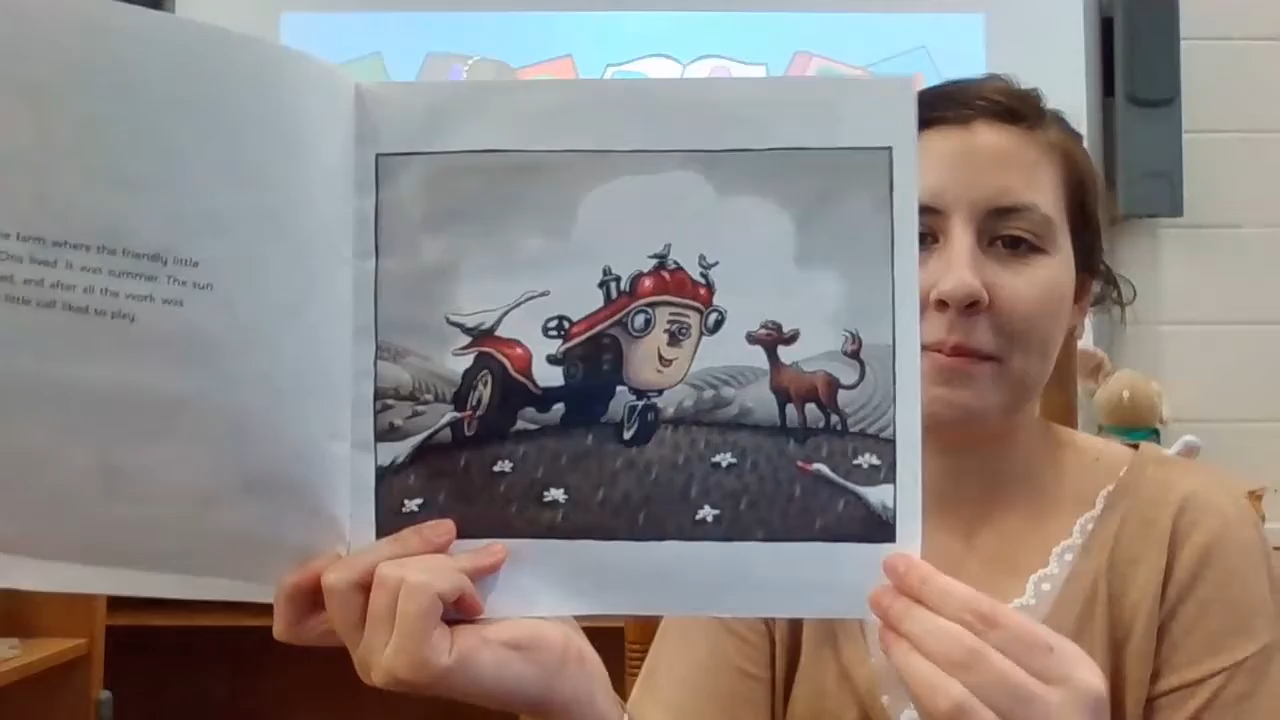 e farm where this friendly little
Otis lived. It was summer. The sun
ed, and after all the work was
little calf liked to play.